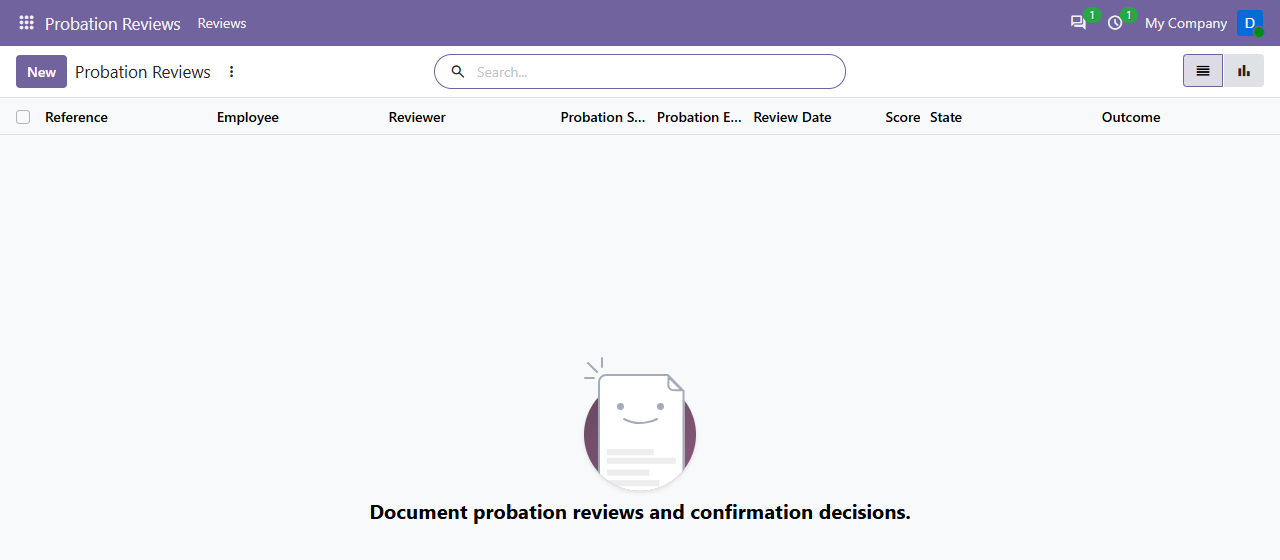 Probation Reviews Reviews 1 1 My Company D
New Probation Reviews Search...
Reference Employee Reviewer Probation S... Probation E... Review Date Score State Outcome
Document probation reviews and confirmation decisions.